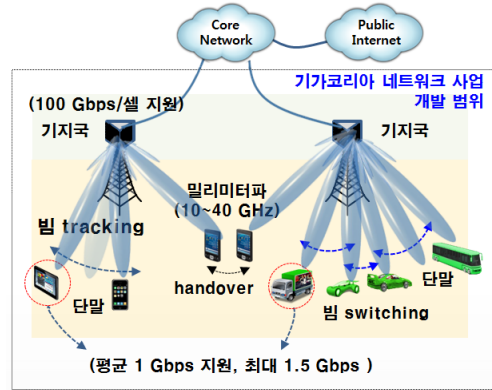 Core
Network
Public
Internet
기가코리아 네트워크 사업
개발 범위
(100 Gbps/셀 지원)
기지국
기지국
밀리미터파
(10~40 GHz)
빔 tracking
단말
handover
단말
빔 switching
(평균 1 Gbps 지원, 최대 1.5 Gbps )